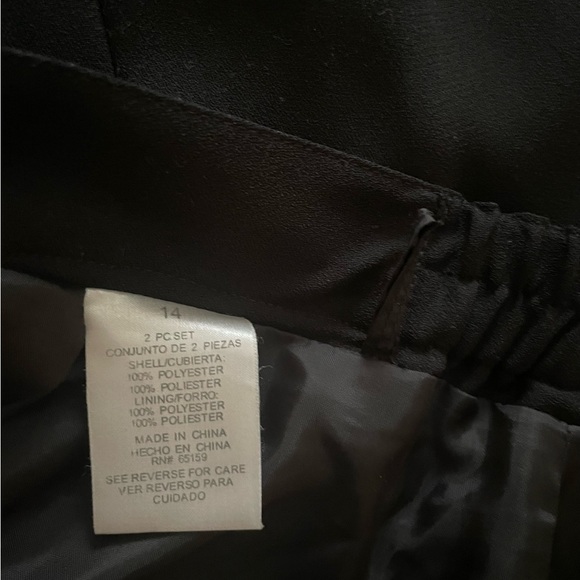 14
2 PC.SET
CONJUNTO DE 2 PIEZAS
SHELL/CUBIERTA:
100% POLYESTER
100% POLIESTER
LINING/FORRO:
100% POLYESTER
100% POLIESTER
MADE IN CHINA
HECHO EN CHINA
RN# 65159
SEE REVERSE FOR CARE
VER REVERSO PARA
CUIDADO